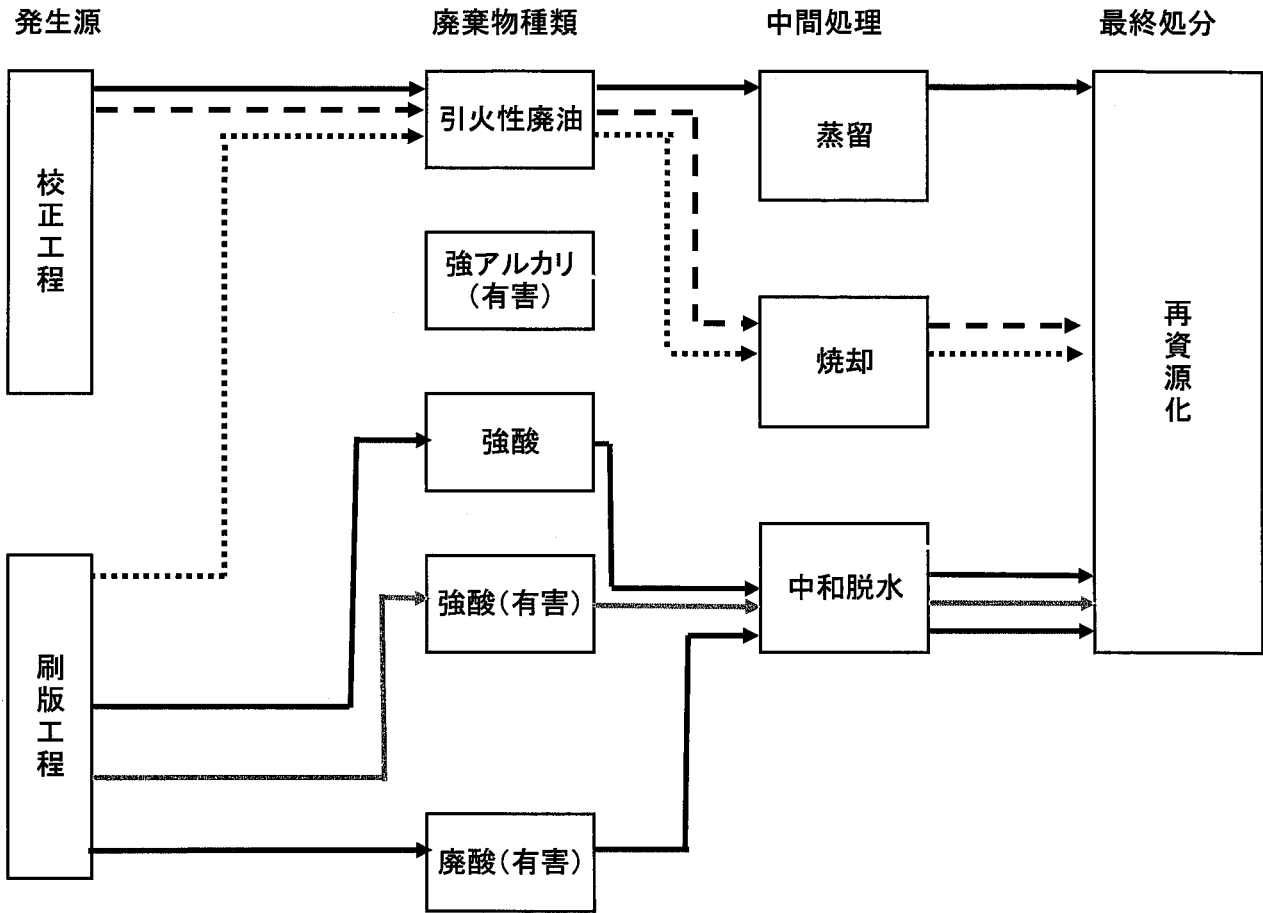 発生源 廃棄物種類 中間処理 最終処分
校正工程
引火性廃油
蒸留
強アルカリ
(有害)
焼却
再資源化
強酸
強酸(有害)
中和脱水
刷版工程
廃酸(有害)